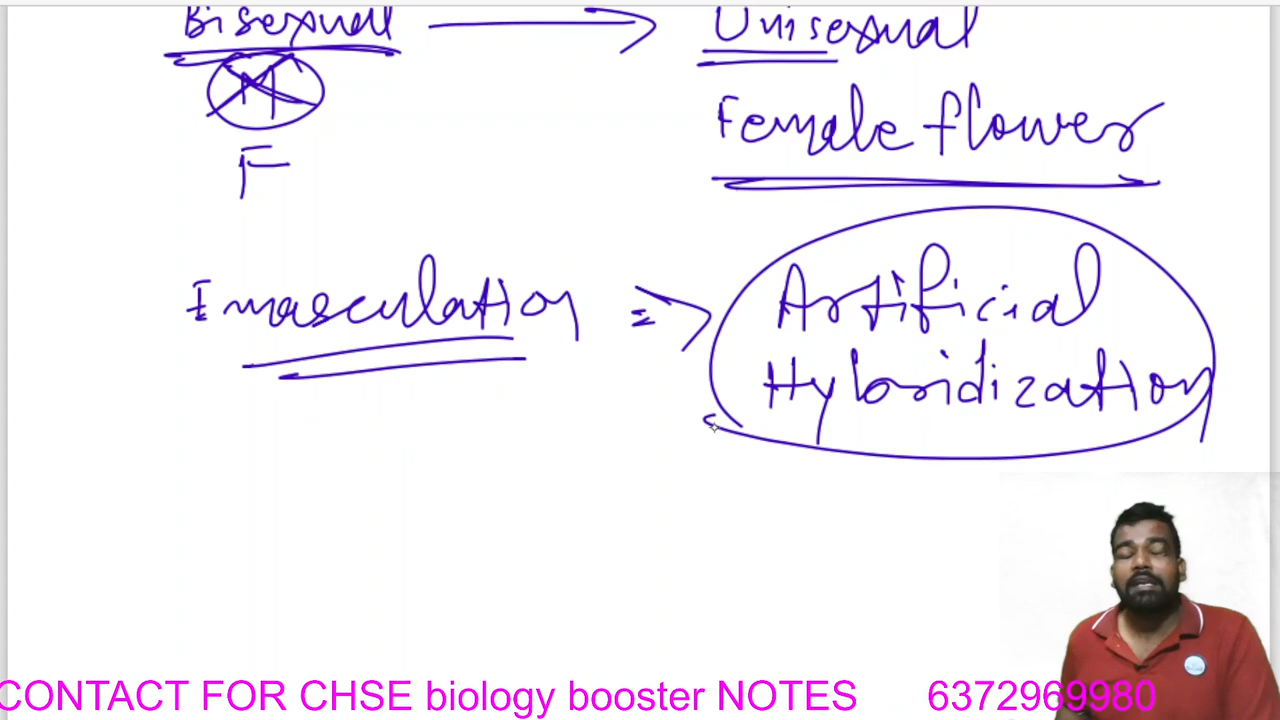 Bisexual → Unisexual
M
F
Female flower
Emasculation => Artificial
Hybridization
CONTACT FOR CHSE biology booster NOTES 6372969980